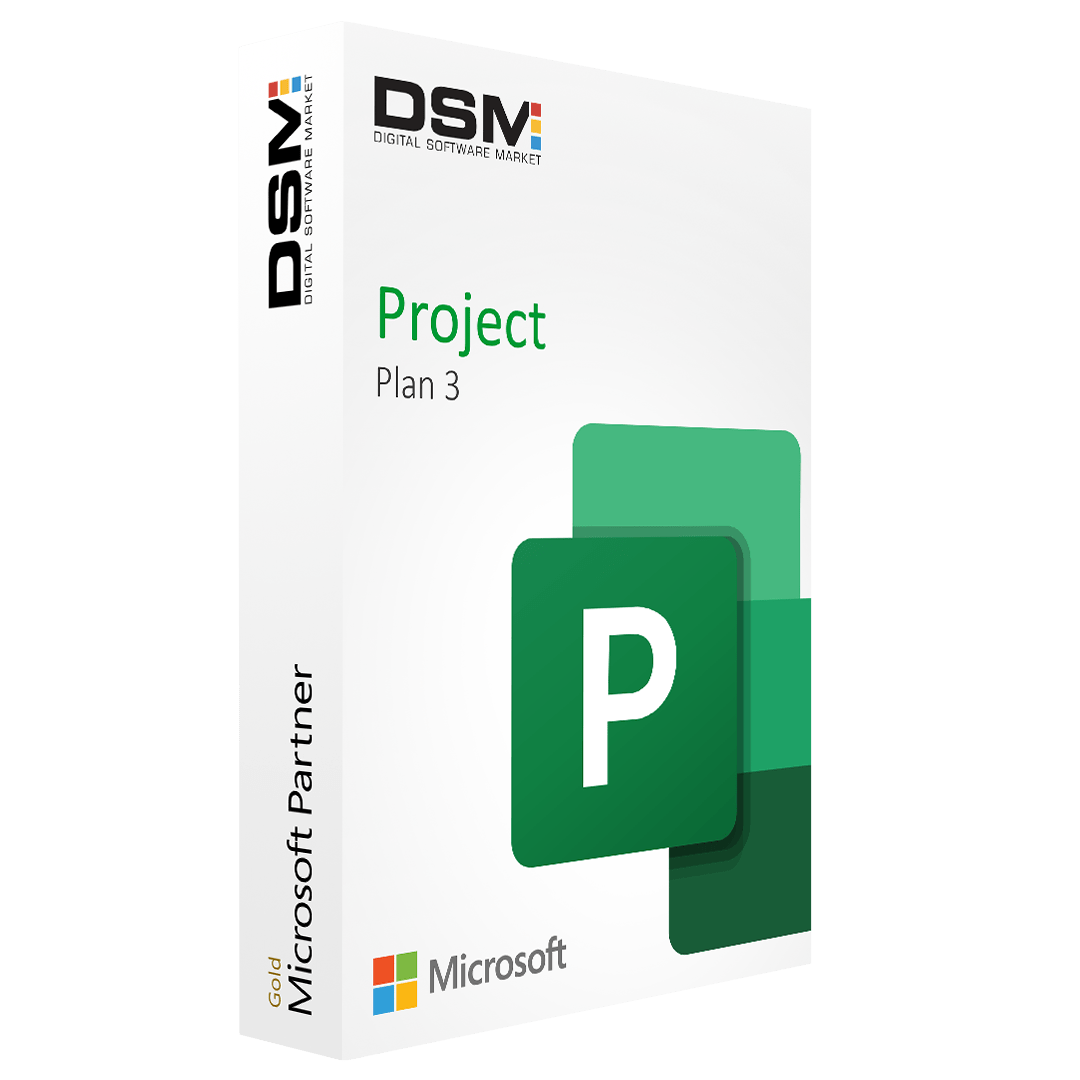 DSM
DIGITAL SOFTWARE MARKET
Project
Plan 3
P
Microsoft
DSM
DIGITAL SOFTWARE MARKET
Gold
Microsoft Partner